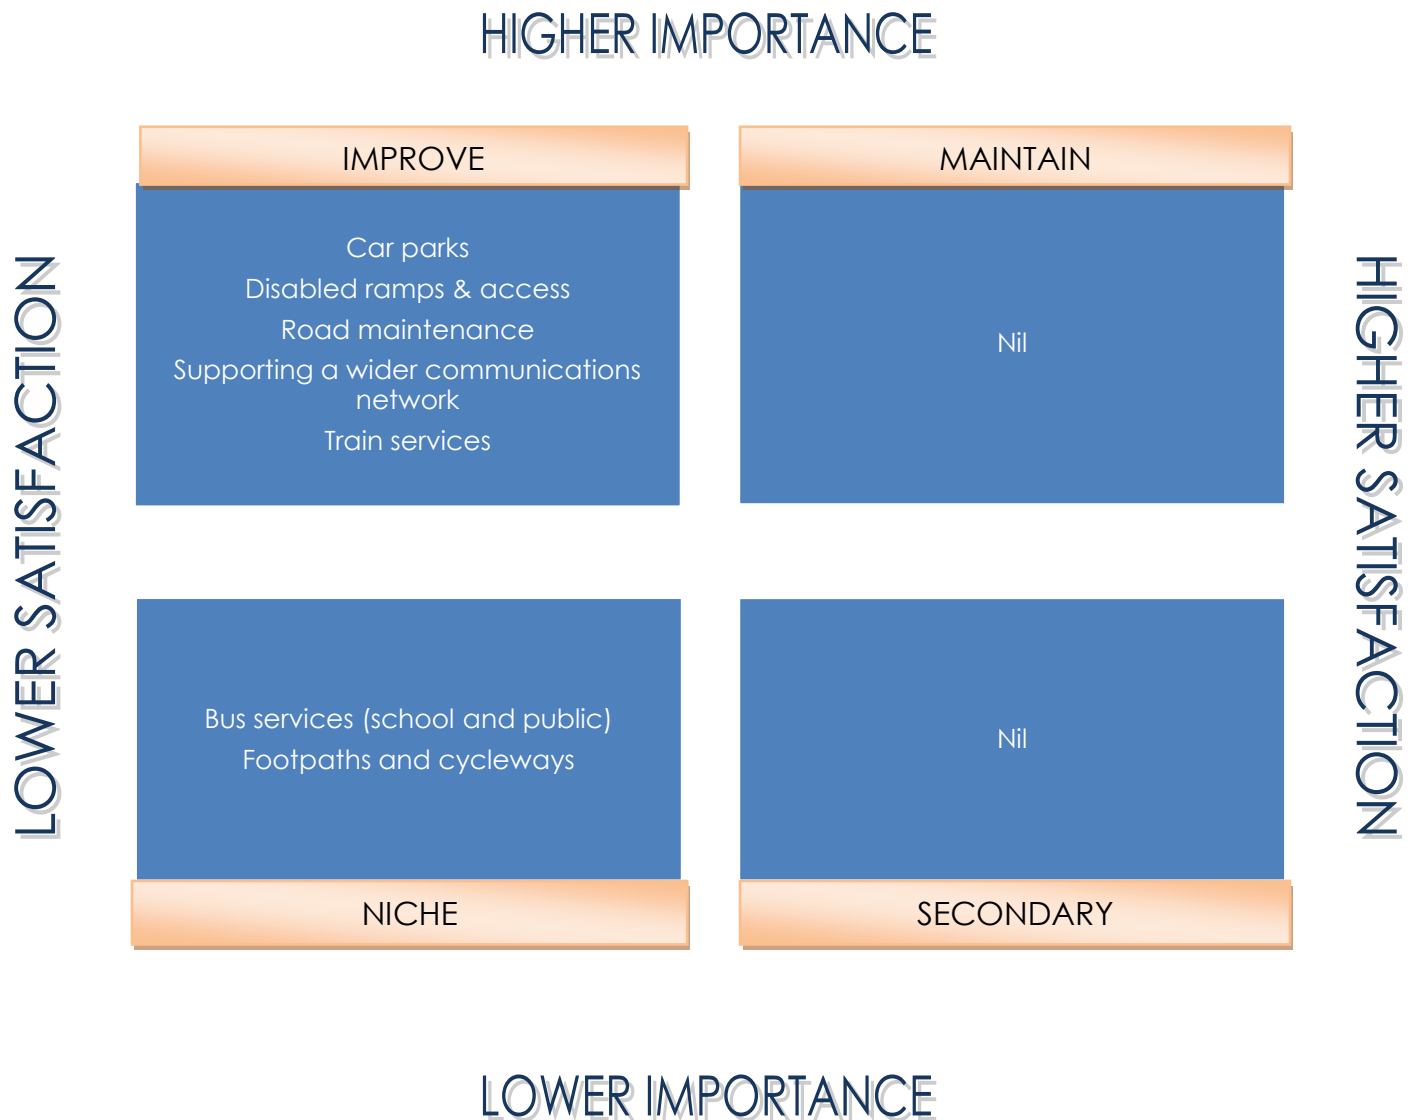 HIGHER IMPORTANCE
IMPROVE
MAINTAIN
Car parks
Disabled ramps & access
Road maintenance
Supporting a wider communications
network
Train services
Nil
LOWER SATISFACTION
HIGHER SATISFACTION
Bus services (school and public)
Footpaths and cycleways
Nil
NICHE
SECONDARY
LOWER IMPORTANCE